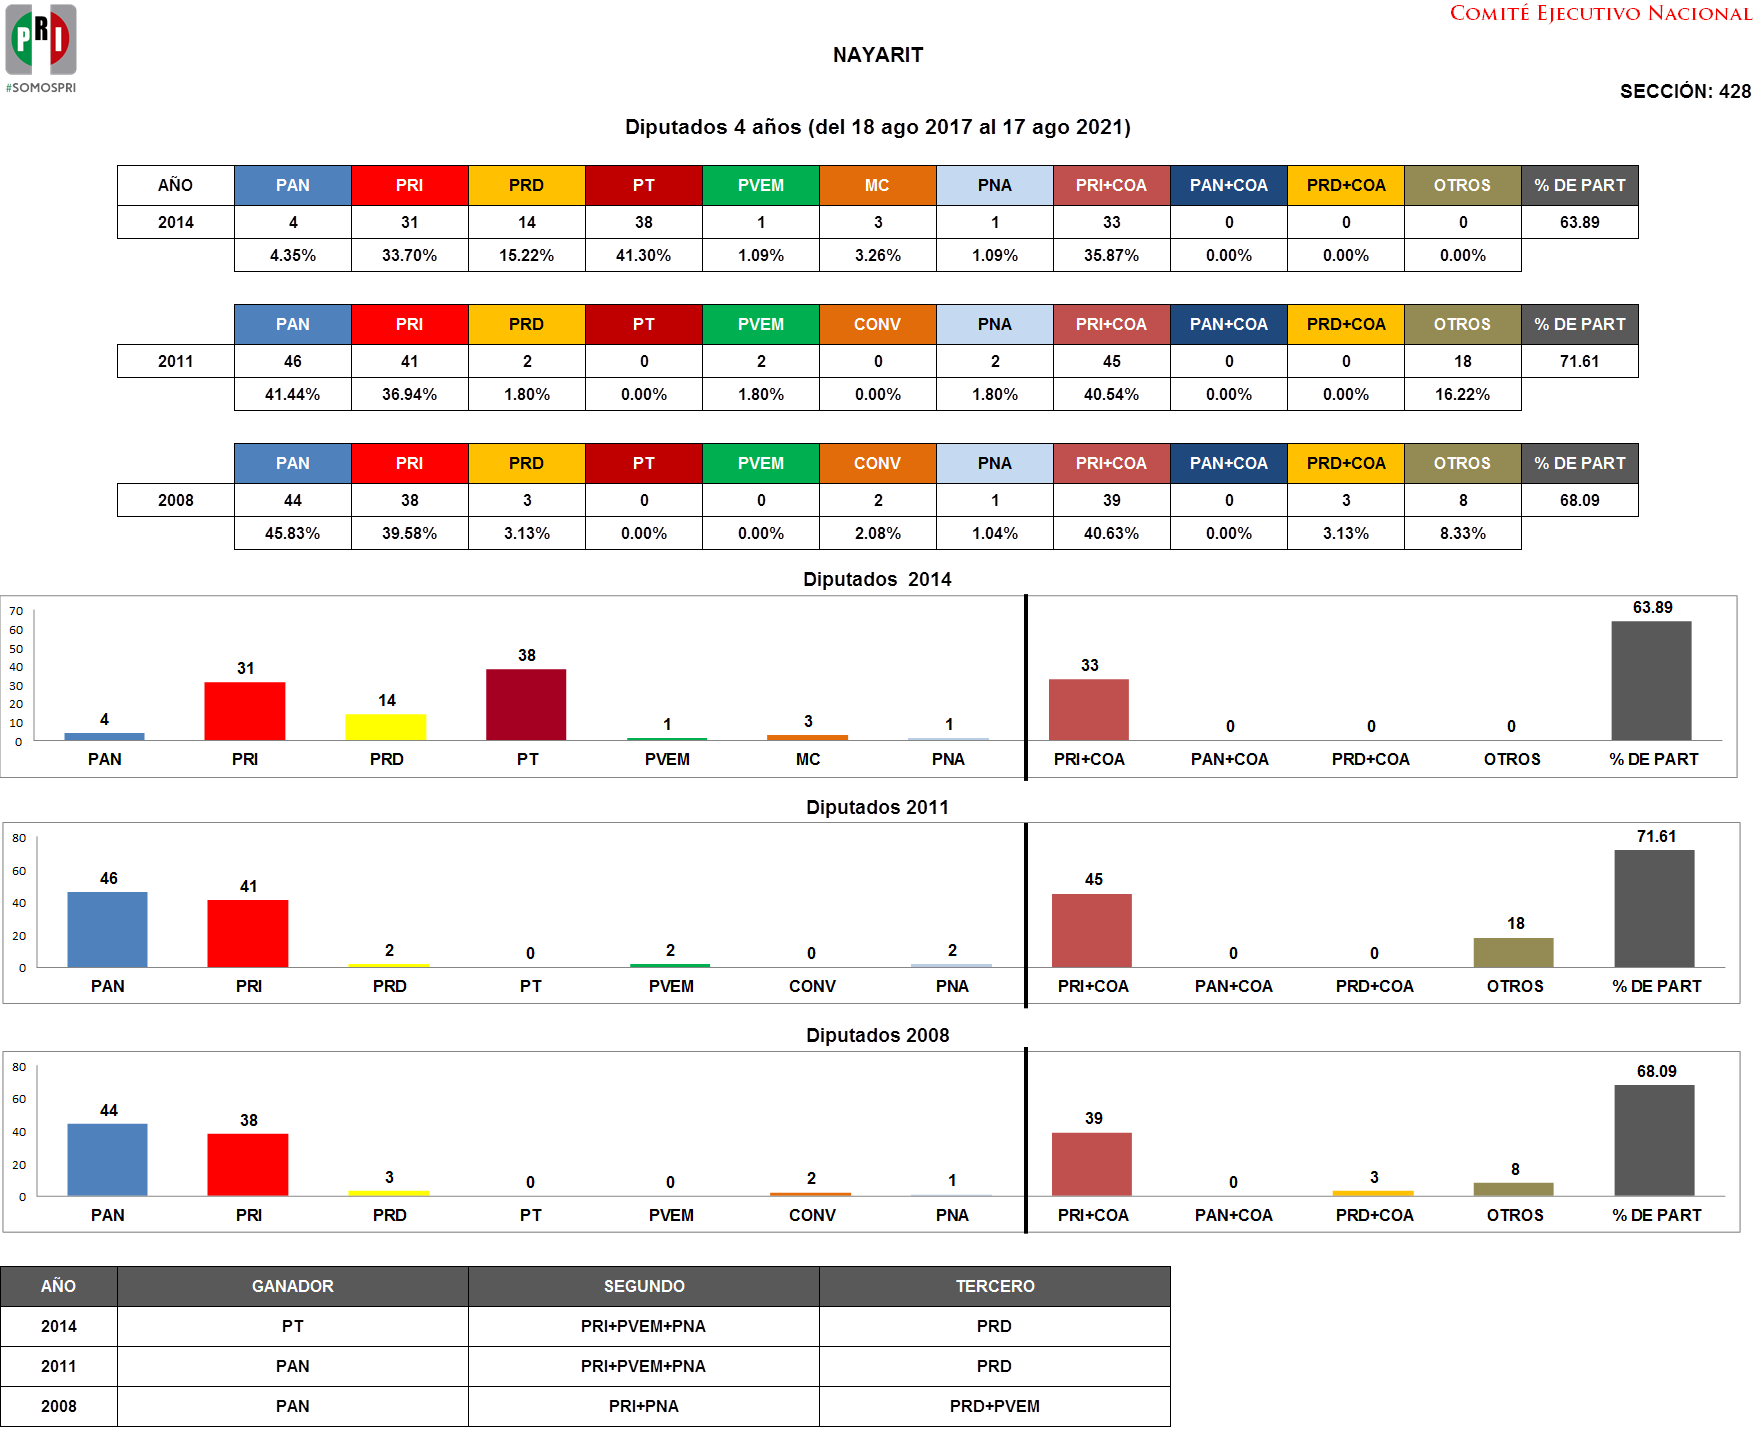 PRI
#SOMOSPRI
COMITÉ EJECUTIVO NACIONAL
NAYARIT
SECCIÓN: 428
Diputados 4 años (del 18 ago 2017 al 17 ago 2021)
AÑO PAN PRI PRD PT PVEM MC PNA PRI+COA PAN+COA PRD+COA OTROS % DE PART
2014 4 31 14 38 1 3 1 33 0 0 0 63.89
4.35% 33.70% 15.22% 41.30% 1.09% 3.26% 1.09% 35.87% 0.00% 0.00% 0.00%
PAN PRI PRD PT PVEM CONV PNA PRI+COA PAN+COA PRD+COA OTROS % DE PART
2011 46 41 2 0 2 0 2 45 0 0 18 71.61
41.44% 36.94% 1.80% 0.00% 1.80% 0.00% 1.80% 40.54% 0.00% 0.00% 16.22%
PAN PRI PRD PT PVEM CONV PNA PRI+COA PAN+COA PRD+COA OTROS % DE PART
2008 44 38 3 0 0 2 1 39 0 3 8 68.09
45.83% 39.58% 3.13% 0.00% 0.00% 2.08% 1.04% 40.63% 0.00% 3.13% 8.33%
Diputados 2014
70
60
50
40
30
20
10
0
4 31 14 38 1 3 1 33 0 0 0 63.89
PAN PRI PRD PT PVEM MC PNA PRI+COA PAN+COA PRD+COA OTROS % DE PART
Diputados 2011
80
60
40
20
0
46 41 2 0 2 0 2 45 0 0 18 71.61
PAN PRI PRD PT PVEM CONV PNA PRI+COA PAN+COA PRD+COA OTROS % DE PART
Diputados 2008
80
60
40
20
0
44 38 3 0 0 2 1 39 0 3 8 68.09
PAN PRI PRD PT PVEM CONV PNA PRI+COA PAN+COA PRD+COA OTROS % DE PART
AÑO GANADOR SEGUNDO TERCERO
2014 PT PRI+PVEM+PNA PRD
2011 PAN PRI+PVEM+PNA PRD
2008 PAN PRI+PNA PRD+PVEM